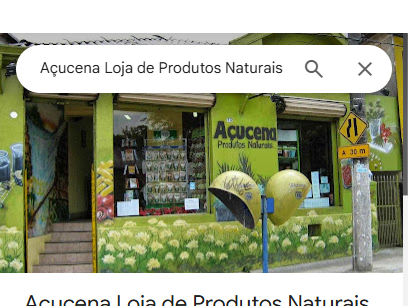 Açucena Loja de Produtos Naturais
Açucena
Produtos Naturais
A 30 m
Açucena Loja de Produtos Naturais